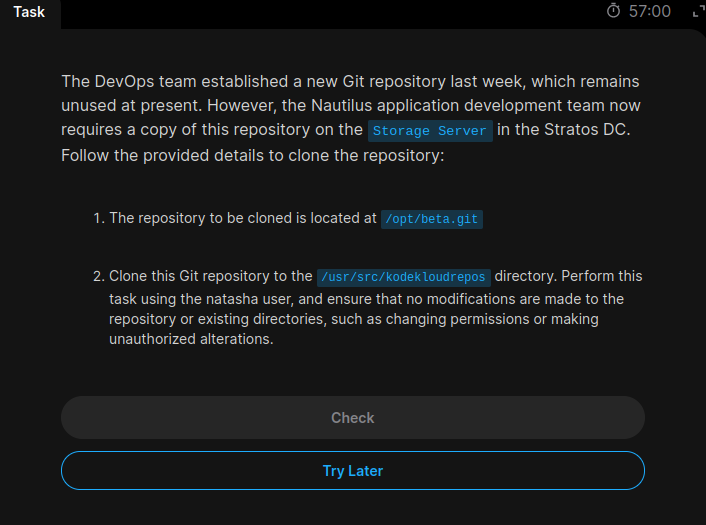 Task
57:00
The DevOps team established a new Git repository last week, which remains
unused at present. However, the Nautilus application development team now
requires a copy of this repository on the Storage Server in the Stratos DC.
Follow the provided details to clone the repository:
1. The repository to be cloned is located at /opt/beta.git
2. Clone this Git repository to the /usr/src/kodekloudrepos directory. Perform this
task using the natasha user, and ensure that no modifications are made to the
repository or existing directories, such as changing permissions or making
unauthorized alterations.
Check
Try Later